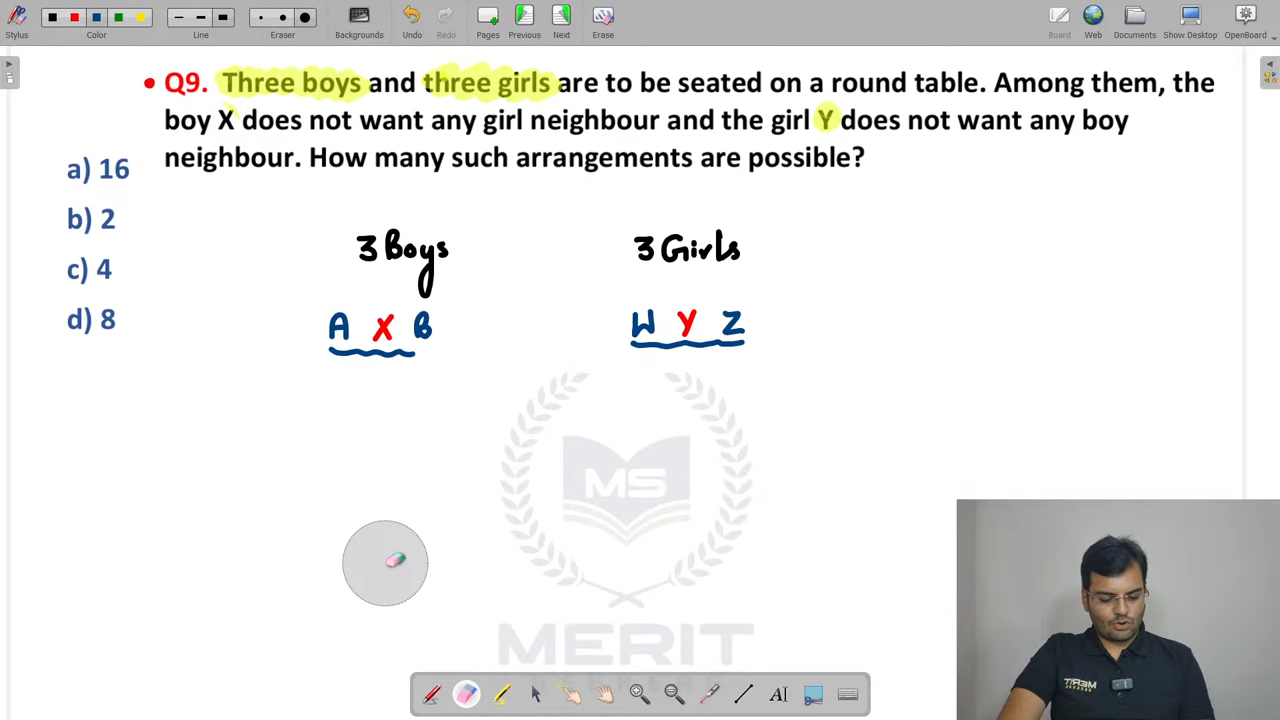 Stylus
Color
Line
Eraser
Backgrounds
Undo
Redo
Pages
Previous
Next
Erase
Board
Web
Documents
Show Desktop
OpenBoard
• Q9. Three boys and three girls are to be seated on a round table. Among them, the
boy X does not want any girl neighbour and the girl Y does not want any boy
neighbour. How many such arrangements are possible?
a) 16
b) 2
c) 4
d) 8
3 Boys
3 Girls
A X B
W Y Z
MS
MERIT
MERIT